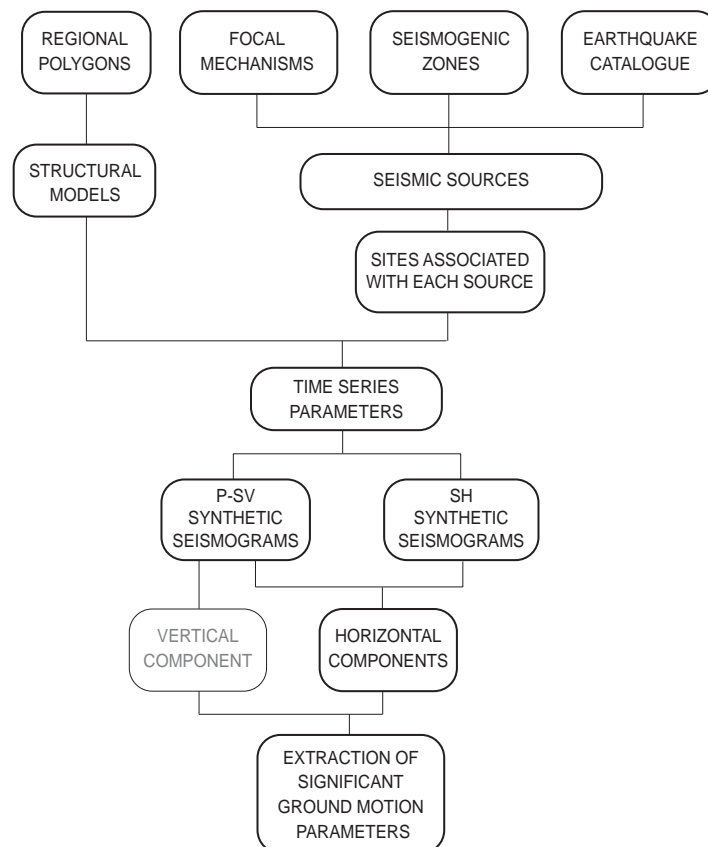 REGIONAL
POLYGONS
FOCAL
MECHANISMS
SEISMOGENIC
ZONES
EARTHQUAKE
CATALOGUE
STRUCTURAL
MODELS
SEISMIC SOURCES
SITES ASSOCIATED
WITH EACH SOURCE
TIME SERIES
PARAMETERS
P-SV
SYNTHETIC
SEISMOGRAMS
SH
SYNTHETIC
SEISMOGRAMS
VERTICAL
COMPONENT
HORIZONTAL
COMPONENTS
EXTRACTION OF
SIGNIFICANT
GROUND MOTION
PARAMETERS